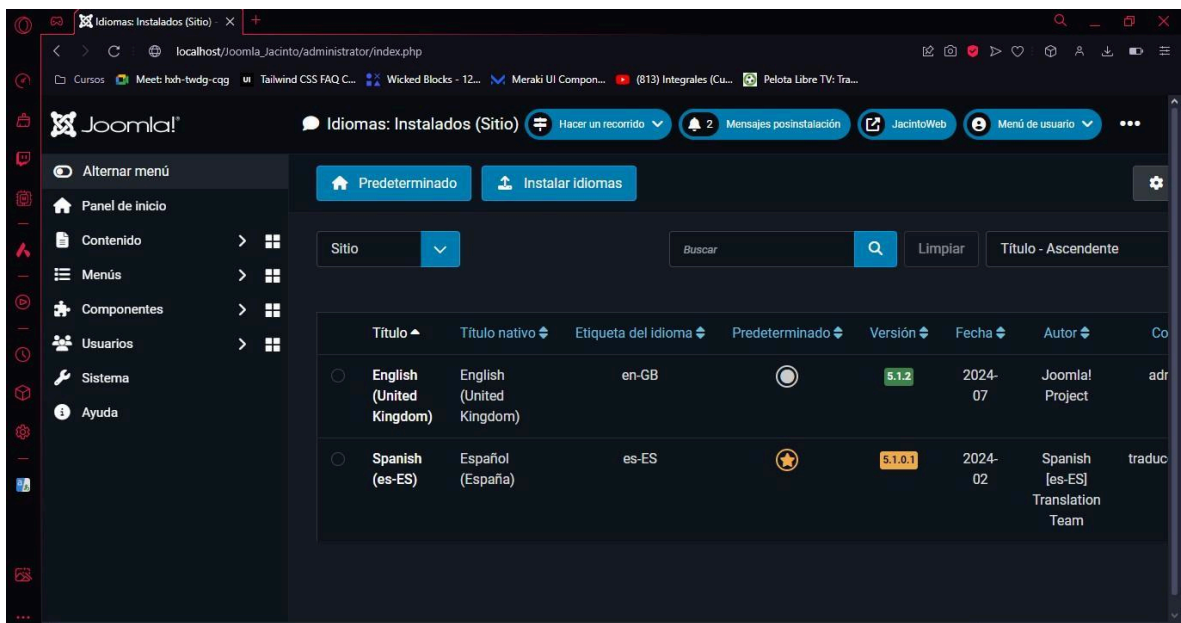 Idiomas: Instalados (Sitio) -
localhost/Joomla_Jacinto/administrator/index.php
Cursos Meet: hxh-twdg-cqg UI Tailwind CSS FAQ C... Wicked Blocks - 12... Meraki UI Compon... (813) Integrales (Cu... Pelota Libre TV: Tra...
Joomla!
Idiomas: Instalados (Sitio) Hacer un recorrido 2 Mensajes posinstalación JacintoWeb Menú de usuario
Alternar menú
Panel de inicio
Contenido
Menús
Componentes
Usuarios
Sistema
Ayuda
Predeterminado Instalar idiomas
Sitio Buscar Limpiar Título - Ascendente
Título Título nativo Etiqueta del idioma Predeterminado Versión Fecha Autor Co
English English en-GB 5.1.2 2024- Joomla! adr
(United (United 07 Project
Kingdom) Kingdom)
Spanish Español es-ES 5.1.0.1 2024- Spanish traduc
(es-ES) (España) 02 [es-ES]
Translation
Team